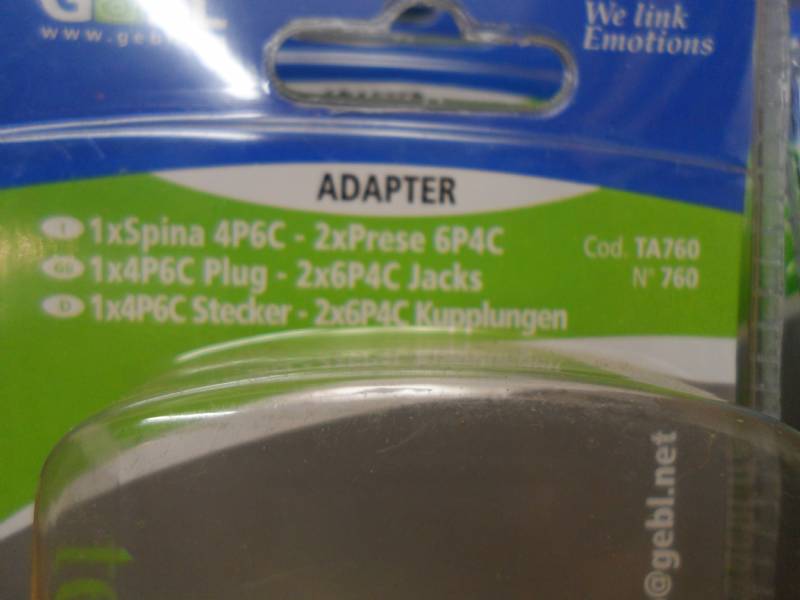 We link
Emotions
ADAPTER
I 1xSpina 4P6C - 2xPrese 6P4C
GB 1x4P6C Plug - 2x6P4C Jacks
D 1x4P6C Stecker - 2x6P4C Kupplungen
Cod. TA760
N° 760
@gebl.net